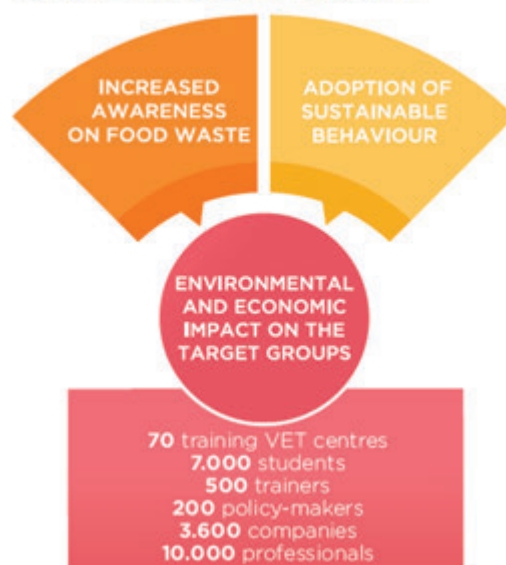 INCREASED
AWARENESS
ON FOOD WASTE
ADOPTION OF
SUSTAINABLE
BEHAVIOUR
ENVIRONMENTAL
AND ECONOMIC
IMPACT ON THE
TARGET GROUPS
70 training VET centres
7.000 students
500 trainers
200 policy-makers
3.600 companies
10.000 professionals